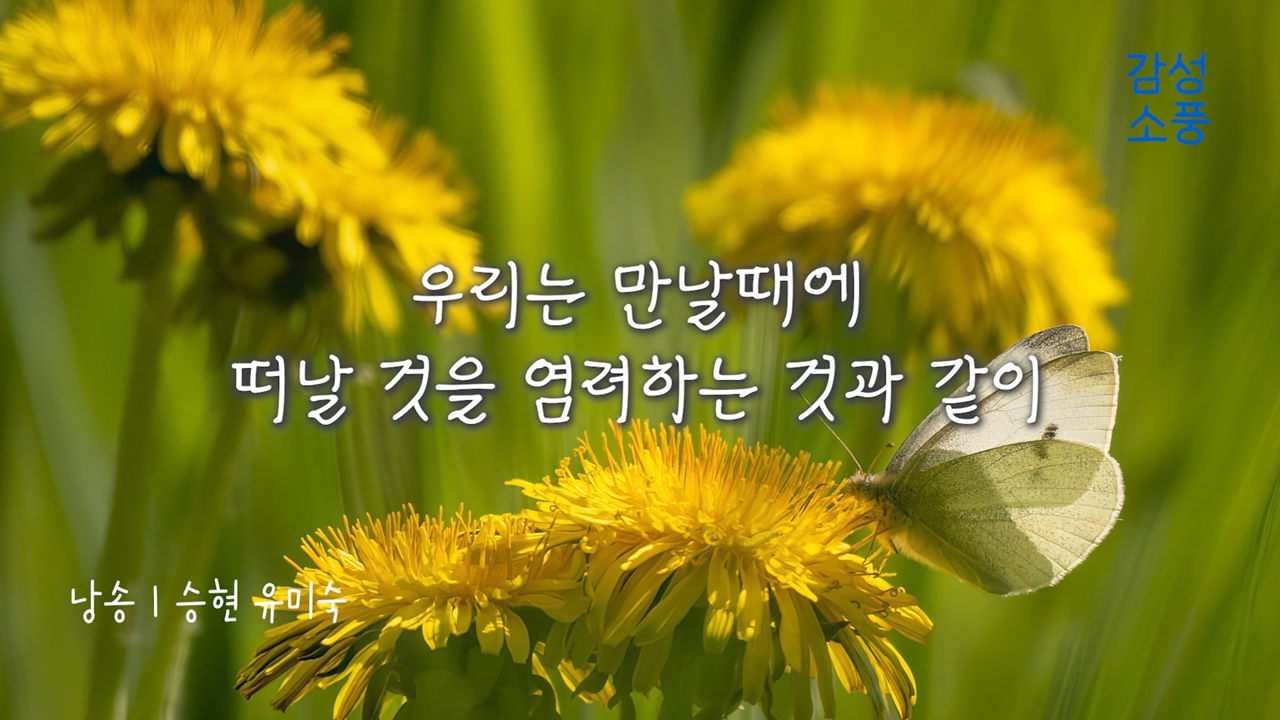 감성
소풍
우리는 만날때에
떠날 것을 염려하는 것과 같이
낭송 | 승현 유미숙